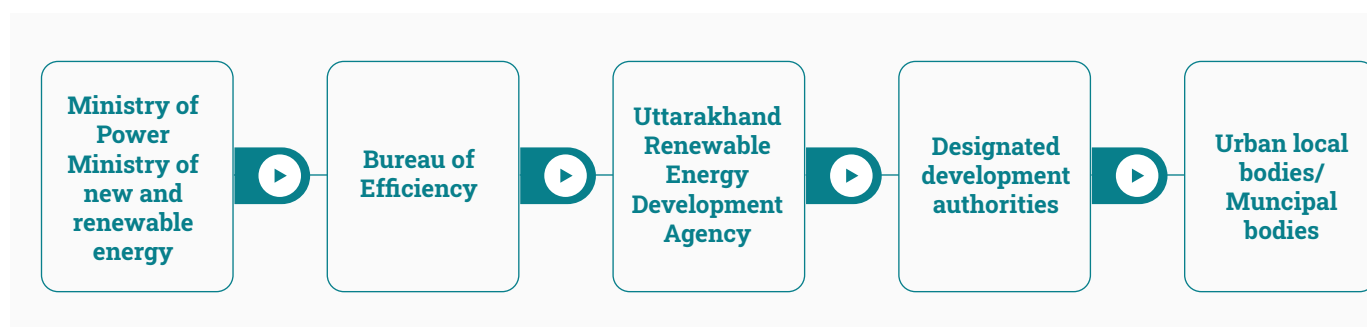 Ministry of
Power
Ministry of
new and
renewable
energy
Bureau of
Efficiency
Uttarakhand
Renewable
Energy
Development
Agency
Designated
development
authorities
Urban local
bodies/
Muncipal
bodies